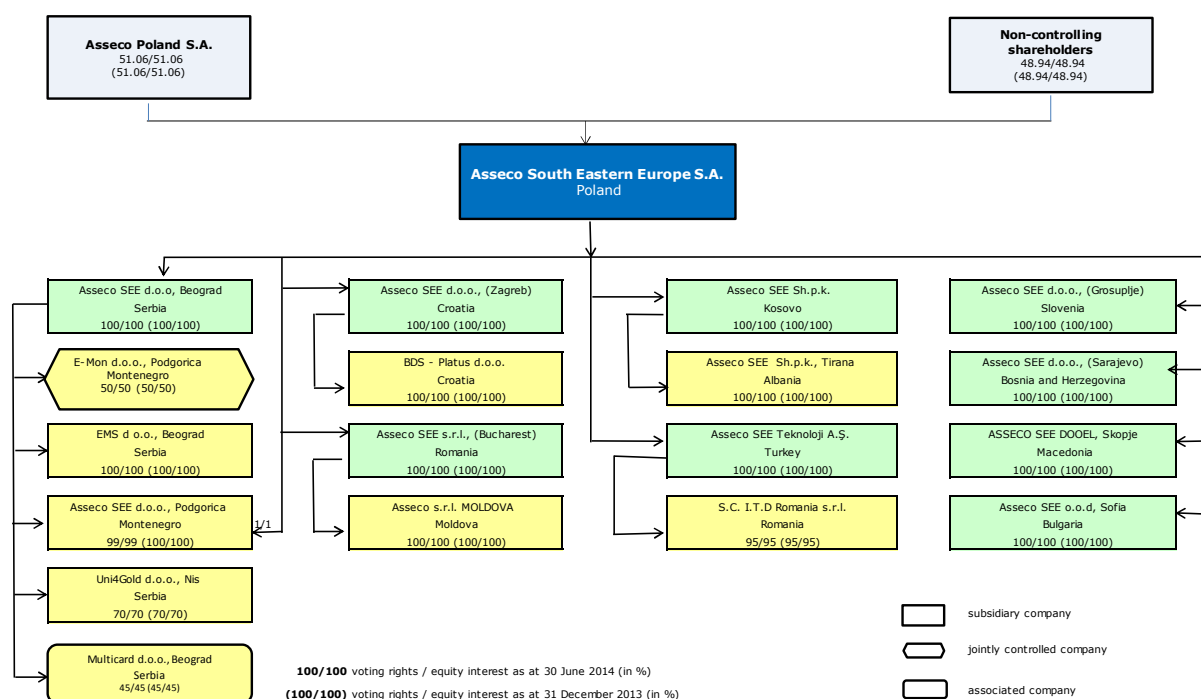 Asseco Poland S.A.
51.06/51.06
(51.06/51.06)
Non-controlling
shareholders
48.94/48.94
(48.94/48.94)
Asseco South Eastern Europe S.A.
Poland
Asseco SEE d.o.o, Beograd
Serbia
100/100 (100/100)
E-Mon d.o.o., Podgorica
Montenegro
50/50 (50/50)
EMS d o.o., Beograd
Serbia
100/100 (100/100)
Asseco SEE d.o.o., Podgorica
Montenegro
99/99 (100/100)
1/1
Uni4Gold d.o.o., Nis
Serbia
70/70 (70/70)
Multicard d.o.o., Beograd
Serbia
45/45 (45/45)
Asseco SEE d.o.o., (Zagreb)
Croatia
100/100 (100/100)
BDS - Platus d.o.o.
Croatia
100/100 (100/100)
Asseco SEE s.r.l., (Bucharest)
Romania
100/100 (100/100)
Asseco s.r.l. MOLDOVA
Moldova
100/100 (100/100)
Asseco SEE Sh.p.k.
Kosovo
100/100 (100/100)
Asseco SEE Sh.p.k., Tirana
Albania
100/100 (100/100)
Asseco SEE Teknoloji A.Ş.
Turkey
100/100 (100/100)
S.C. I.T.D Romania s.r.l.
Romania
95/95 (95/95)
Asseco SEE d.o.o., (Grosuplje)
Slovenia
100/100 (100/100)
Asseco SEE d.o.o., (Sarajevo)
Bosnia and Herzegovina
100/100 (100/100)
ASSECO SEE DOOEL, Skopje
Macedonia
100/100 (100/100)
Asseco SEE o.o.d, Sofia
Bulgaria
100/100 (100/100)
100/100 voting rights / equity interest as at 30 June 2014 (in %)
(100/100) voting rights / equity interest as at 31 December 2013 (in %)
subsidiary company
jointly controlled company
associated company